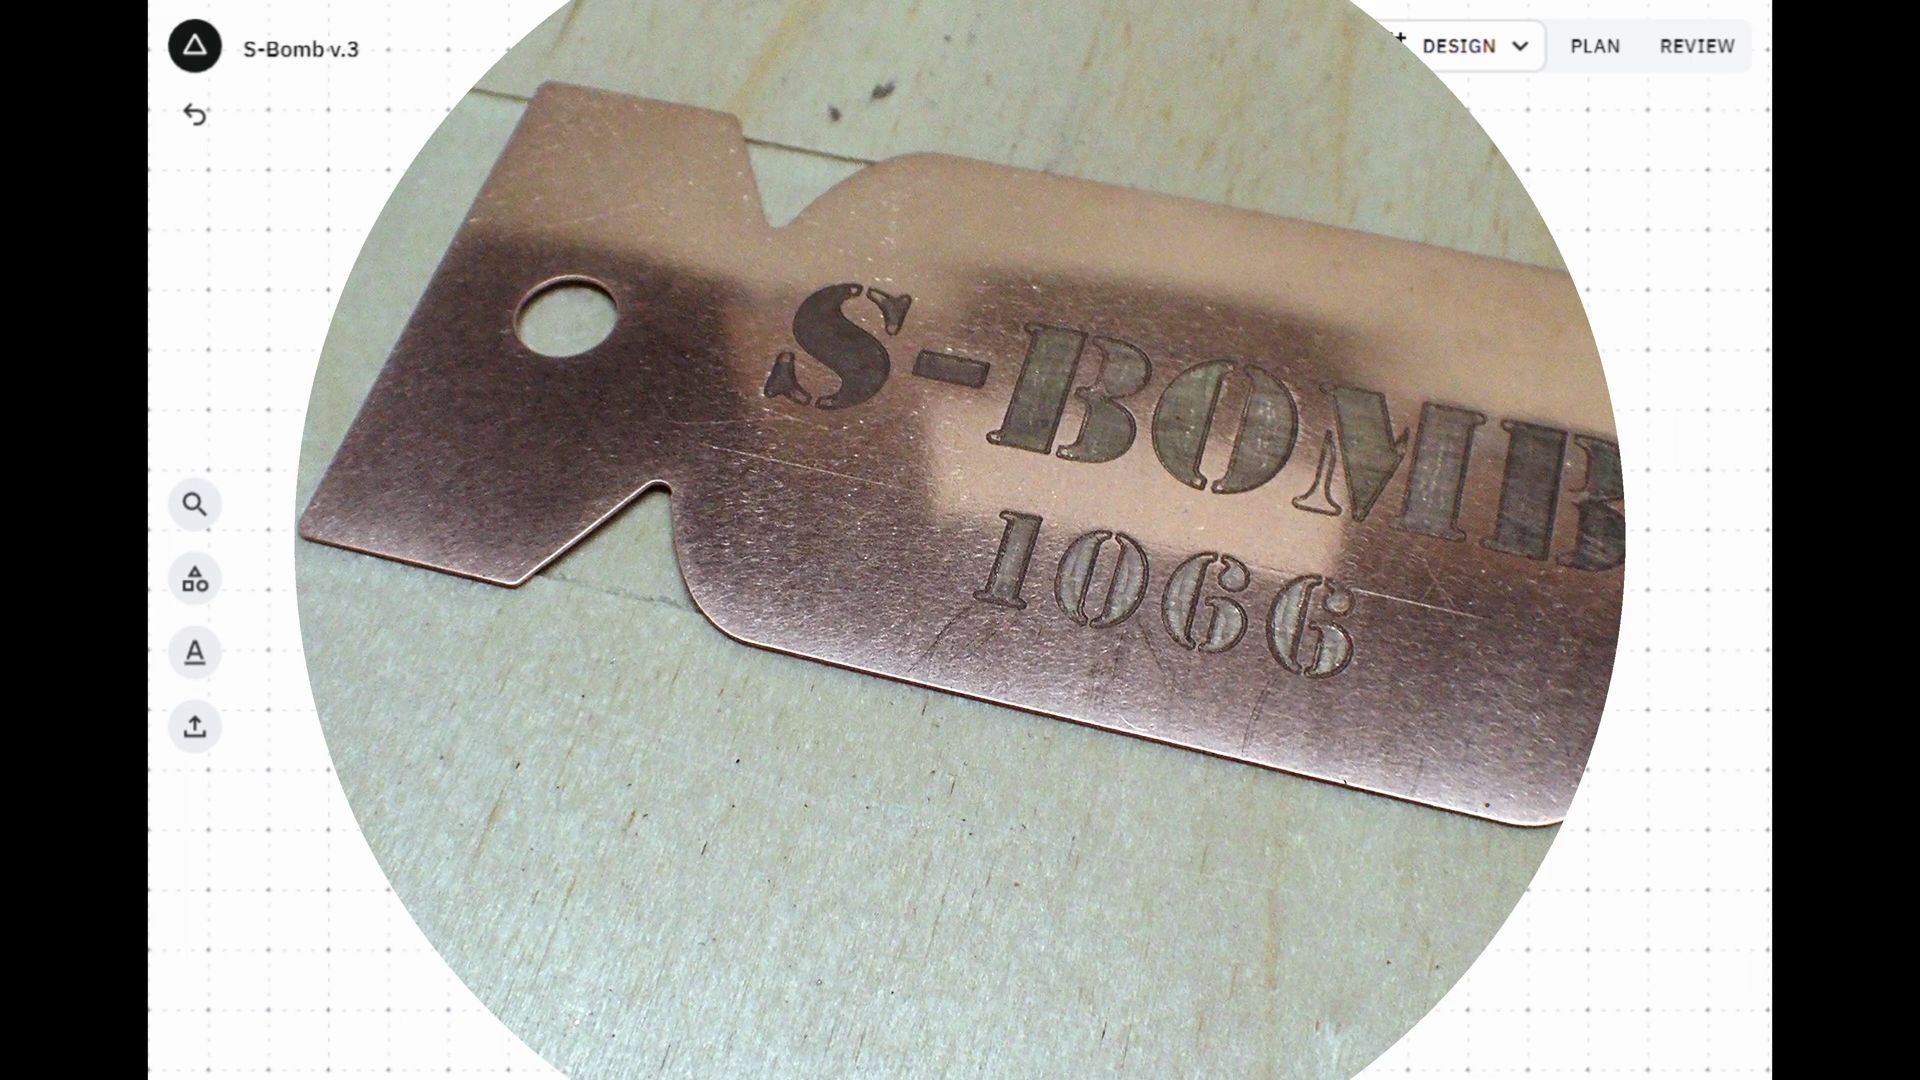 S-Bomb v.3
DESIGN
PLAN
REVIEW
S-BOMB
1066